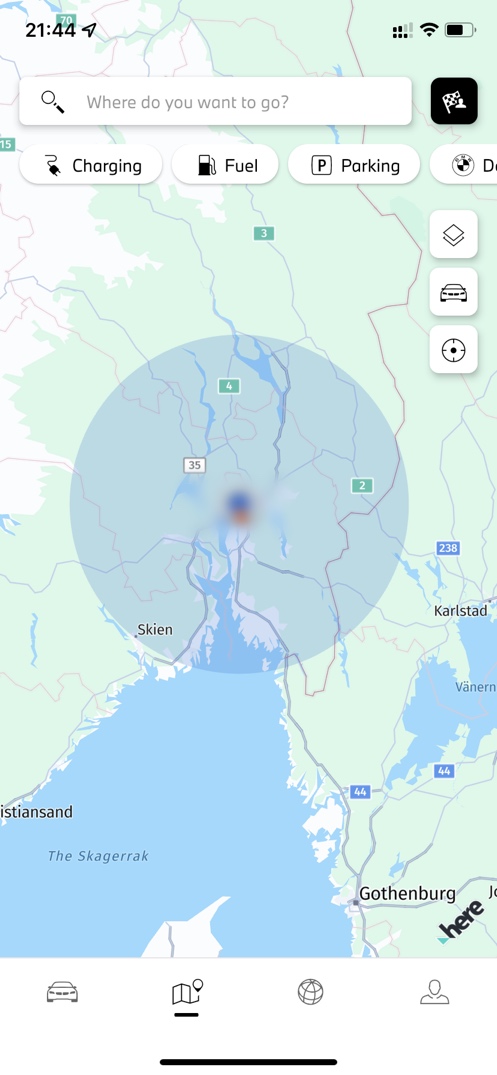 21:44
70
Where do you want to go?
15
Charging
Fuel
P Parking
D
3
4
35
2
238
Karlstad
Skien
Vänern
44
44
istiansand
The Skagerrak
Gothenburg
Jö
here